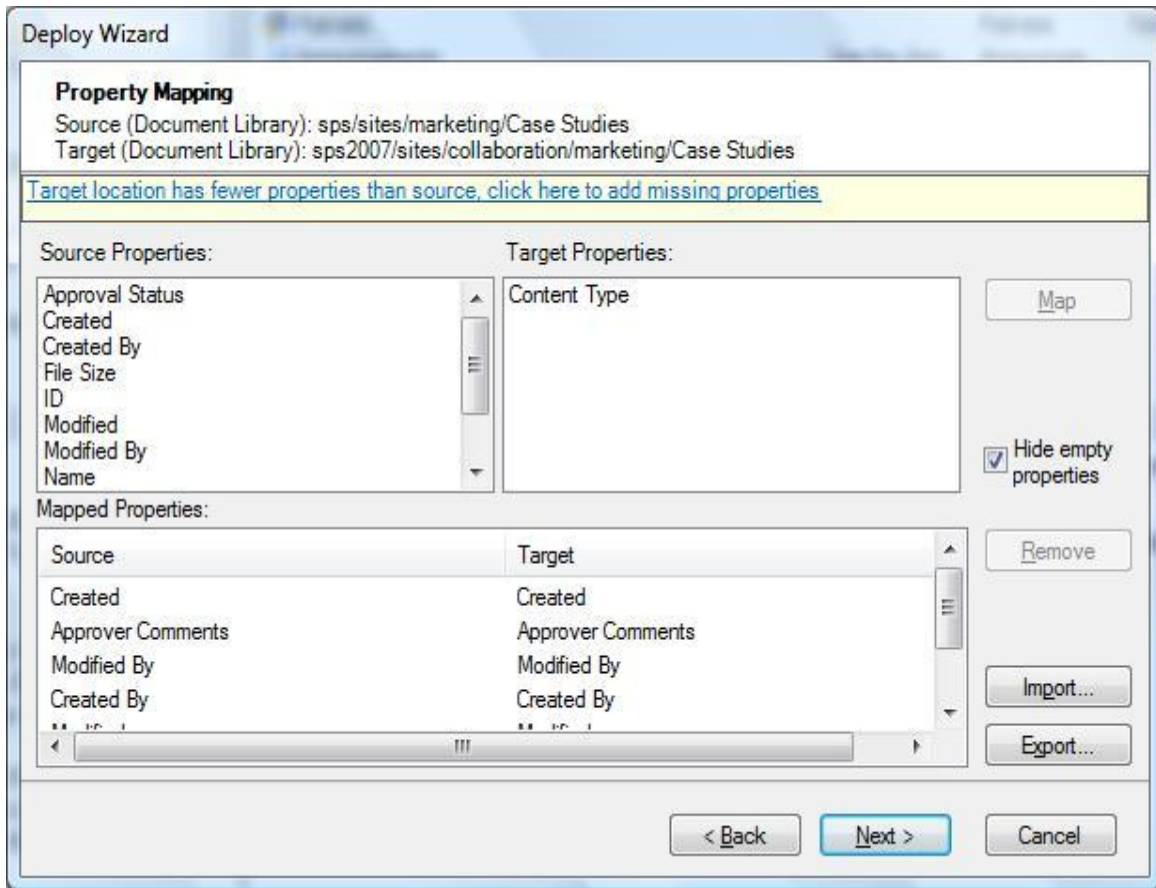 Deploy Wizard
Property Mapping
Source (Document Library): sps/sites/marketing/Case Studies
Target (Document Library): sps2007/sites/collaboration/marketing/Case Studies
Target location has fewer properties than source, click here to add missing properties
Source Properties:
Approval Status
Created
Created By
File Size
ID
Modified
Modified By
Name
Target Properties:
Content Type
Map
Hide empty
properties
Mapped Properties:
Source Target
Created Created
Approver Comments Approver Comments
Modified By Modified By
Created By Created By
Remove
Import...
Export...
< Back
Next >
Cancel